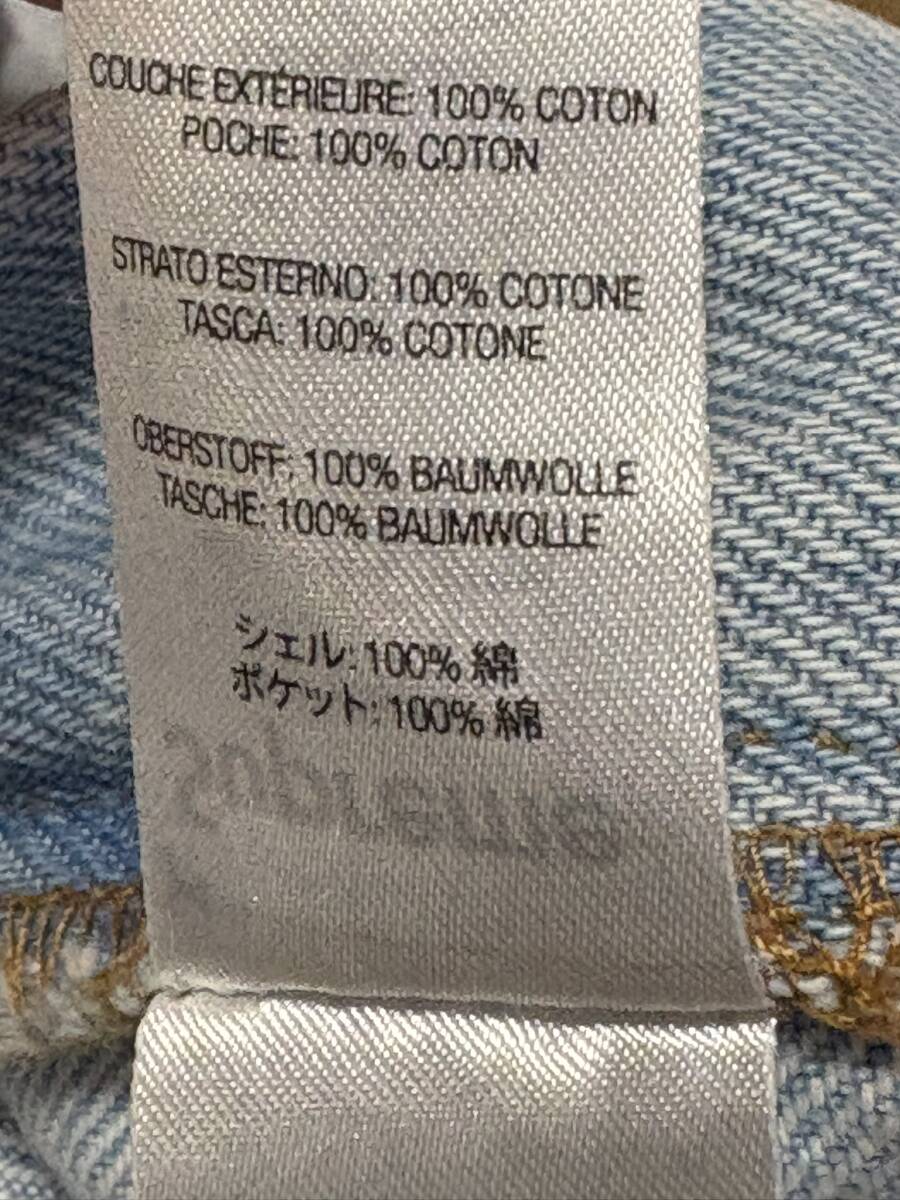 COUCHE EXTÉRIEURE: 100% COTON
POCHE: 100% COTON
STRATO ESTERNO: 100% COTONE
TASCA: 100% COTONE
OBERSTOFF: 100% BAUMWOLLE
TASCHE: 100% BAUMWOLLE
シェル: 100% 綿
ポケット: 100% 綿